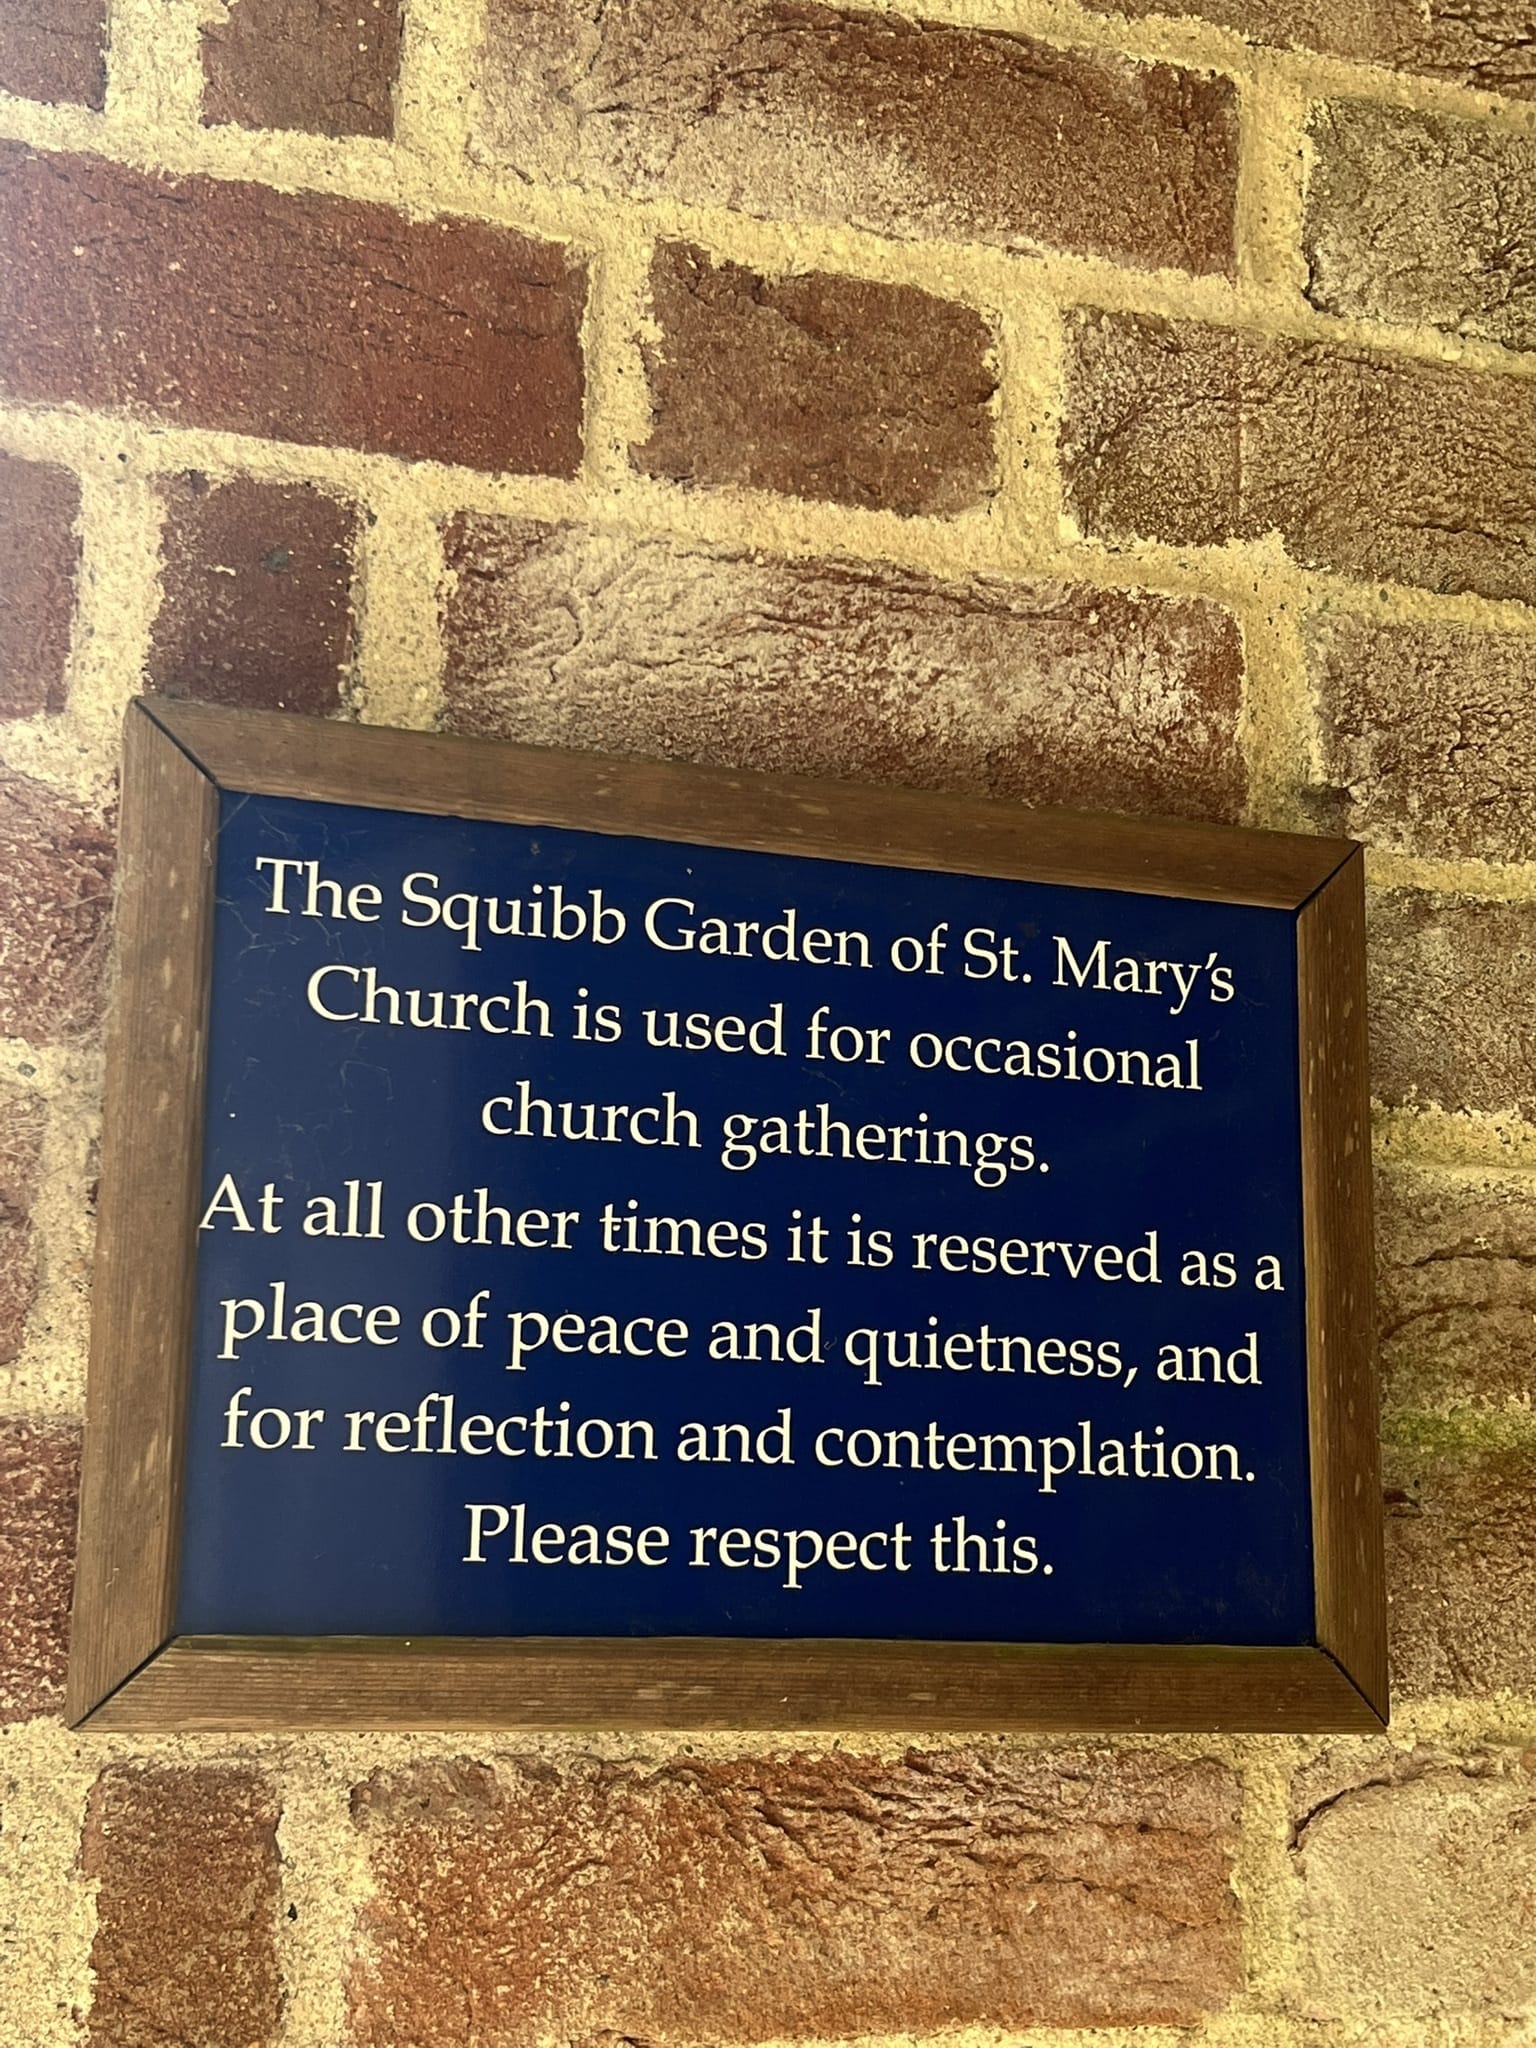 The Squibb Garden of St. Mary's
Church is used for occasional
church gatherings.
At all other times it is reserved as a
place of peace and quietness, and
for reflection and contemplation.
Please respect this.